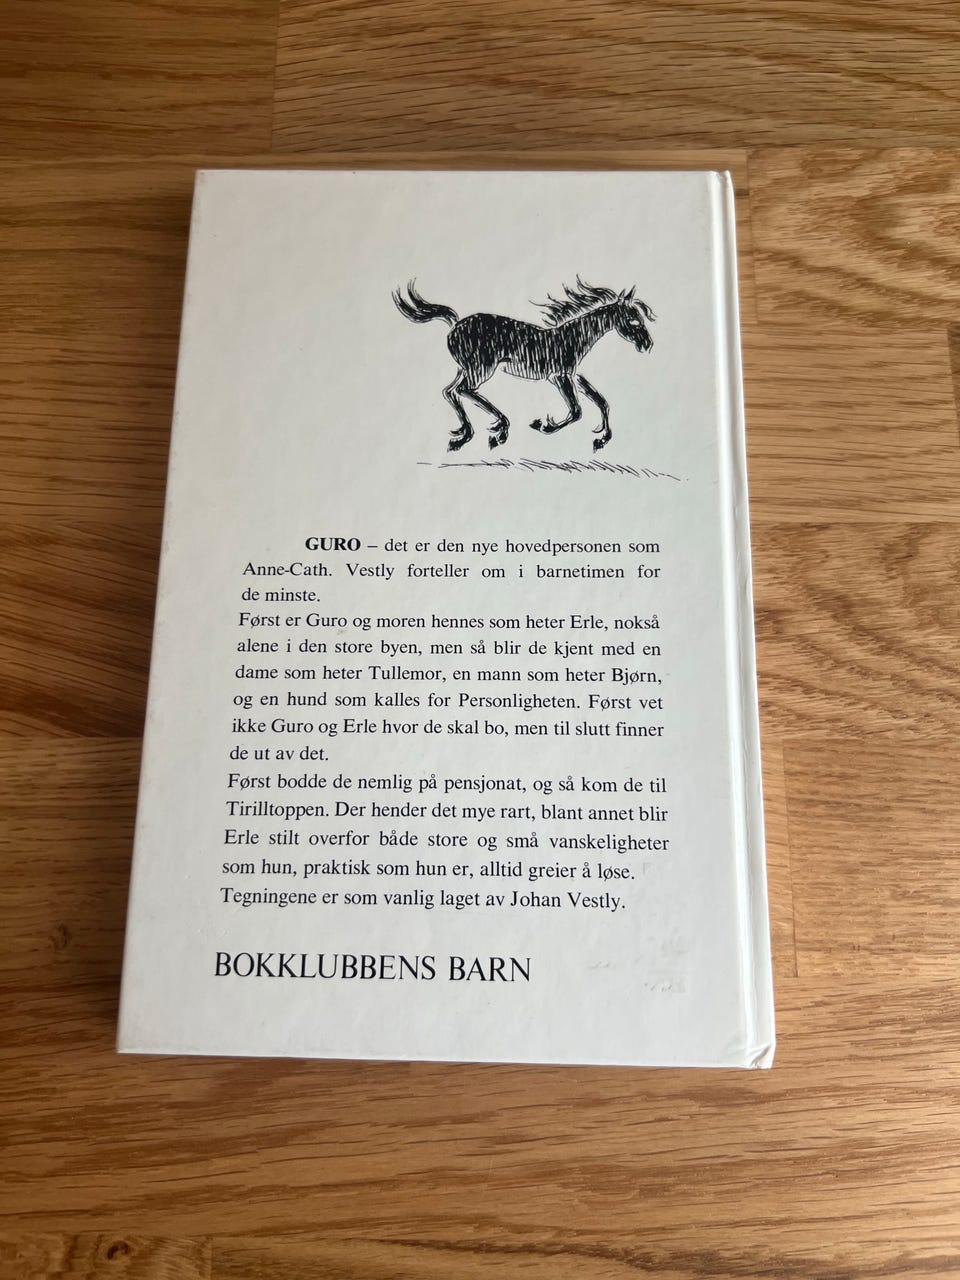 GURO – det er den nye hovedpersonen som
Anne-Cath. Vestly forteller om i barnetimen for
de minste.
Først er Guro og moren hennes som heter Erle, nokså
alene i den store byen, men så blir de kjent med en
dame som heter Tullemor, en mann som heter Bjørn,
og en hund som kalles for Personligheten. Først vet
ikke Guro og Erle hvor de skal bo, men til slutt finner
de ut av det.
Først bodde de nemlig på pensjonat, og så kom de til
Tirilltoppen. Der hender det mye rart, blant annet blir
Erle stilt overfor både store og små vanskeligheter
som hun, praktisk som hun er, alltid greier å løse.
Tegningene er som vanlig laget av Johan Vestly.
BOKKLUBBENS BARN